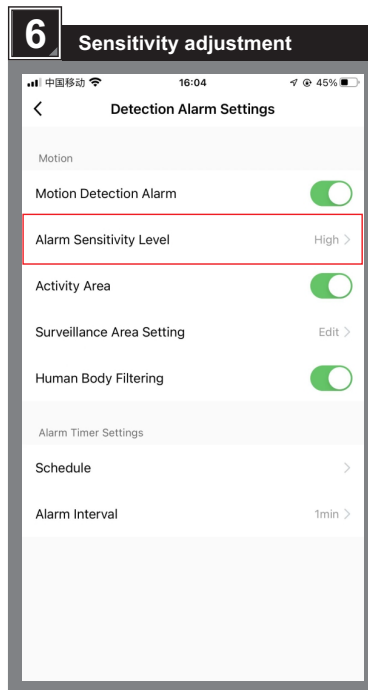 6
Sensitivity adjustment
中国移动 16:04 45%
Detection Alarm Settings
Motion
Motion Detection Alarm
Alarm Sensitivity Level High >
Activity Area
Surveillance Area Setting Edit >
Human Body Filtering
Alarm Timer Settings
Schedule >
Alarm Interval 1min >